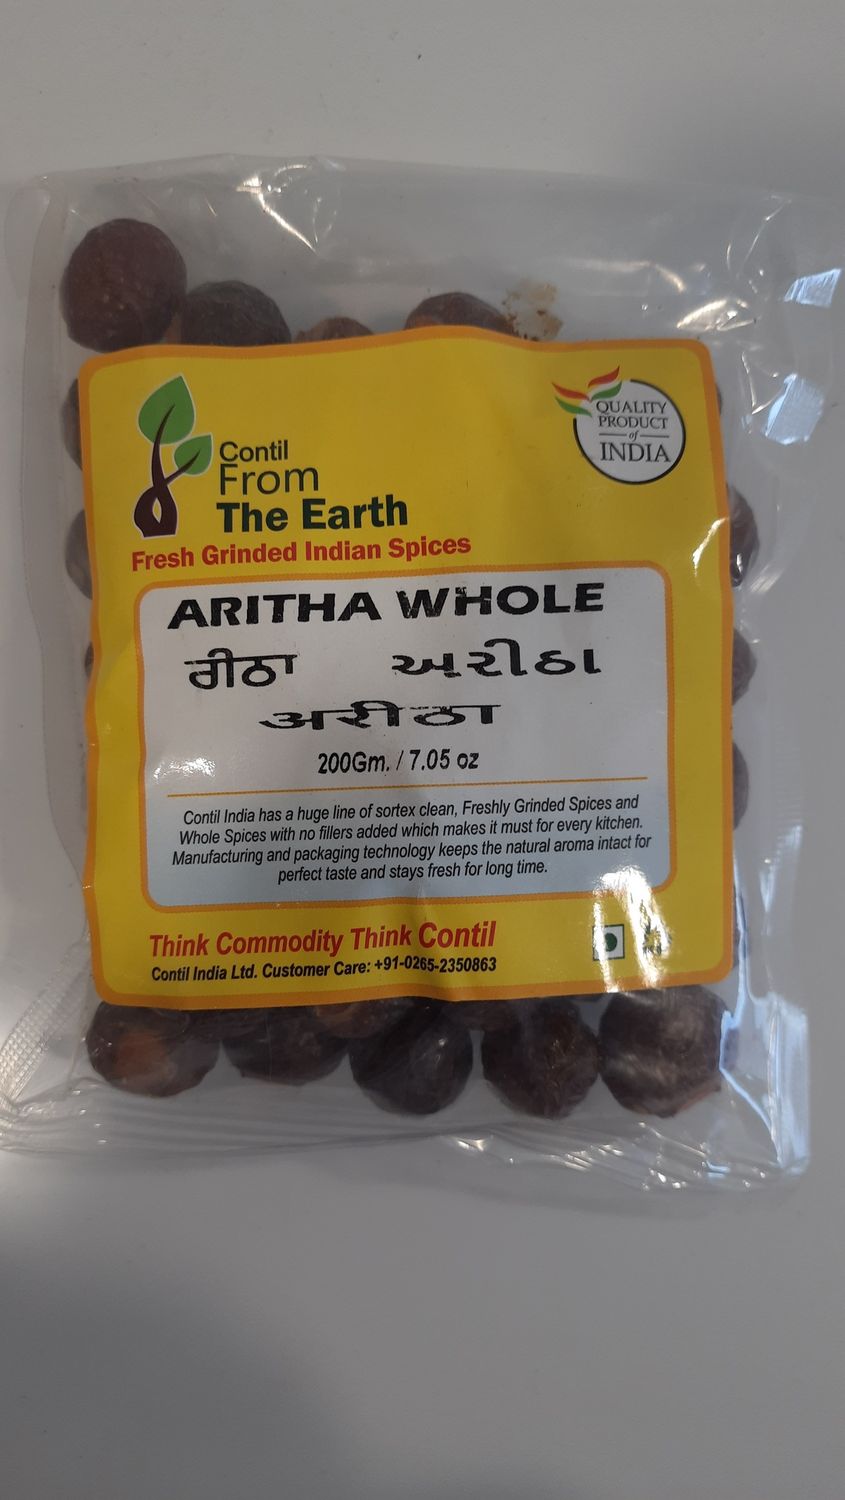 Contil
From
The Earth
Fresh Grinded Indian Spices
QUALITY
PRODUCT
of
INDIA
ARITHA WHOLE
ਰੀਠਾ અરીઠા
अरीठा
200Gm. / 7.05 oz
Contil India has a huge line of sortex clean, Freshly Grinded Spices and
Whole Spices with no fillers added which makes it must for every kitchen.
Manufacturing and packaging technology keeps the natural aroma intact for
perfect taste and stays fresh for long time.
Think Commodity Think Contil
Contil India Ltd. Customer Care: +91-0265-2350863